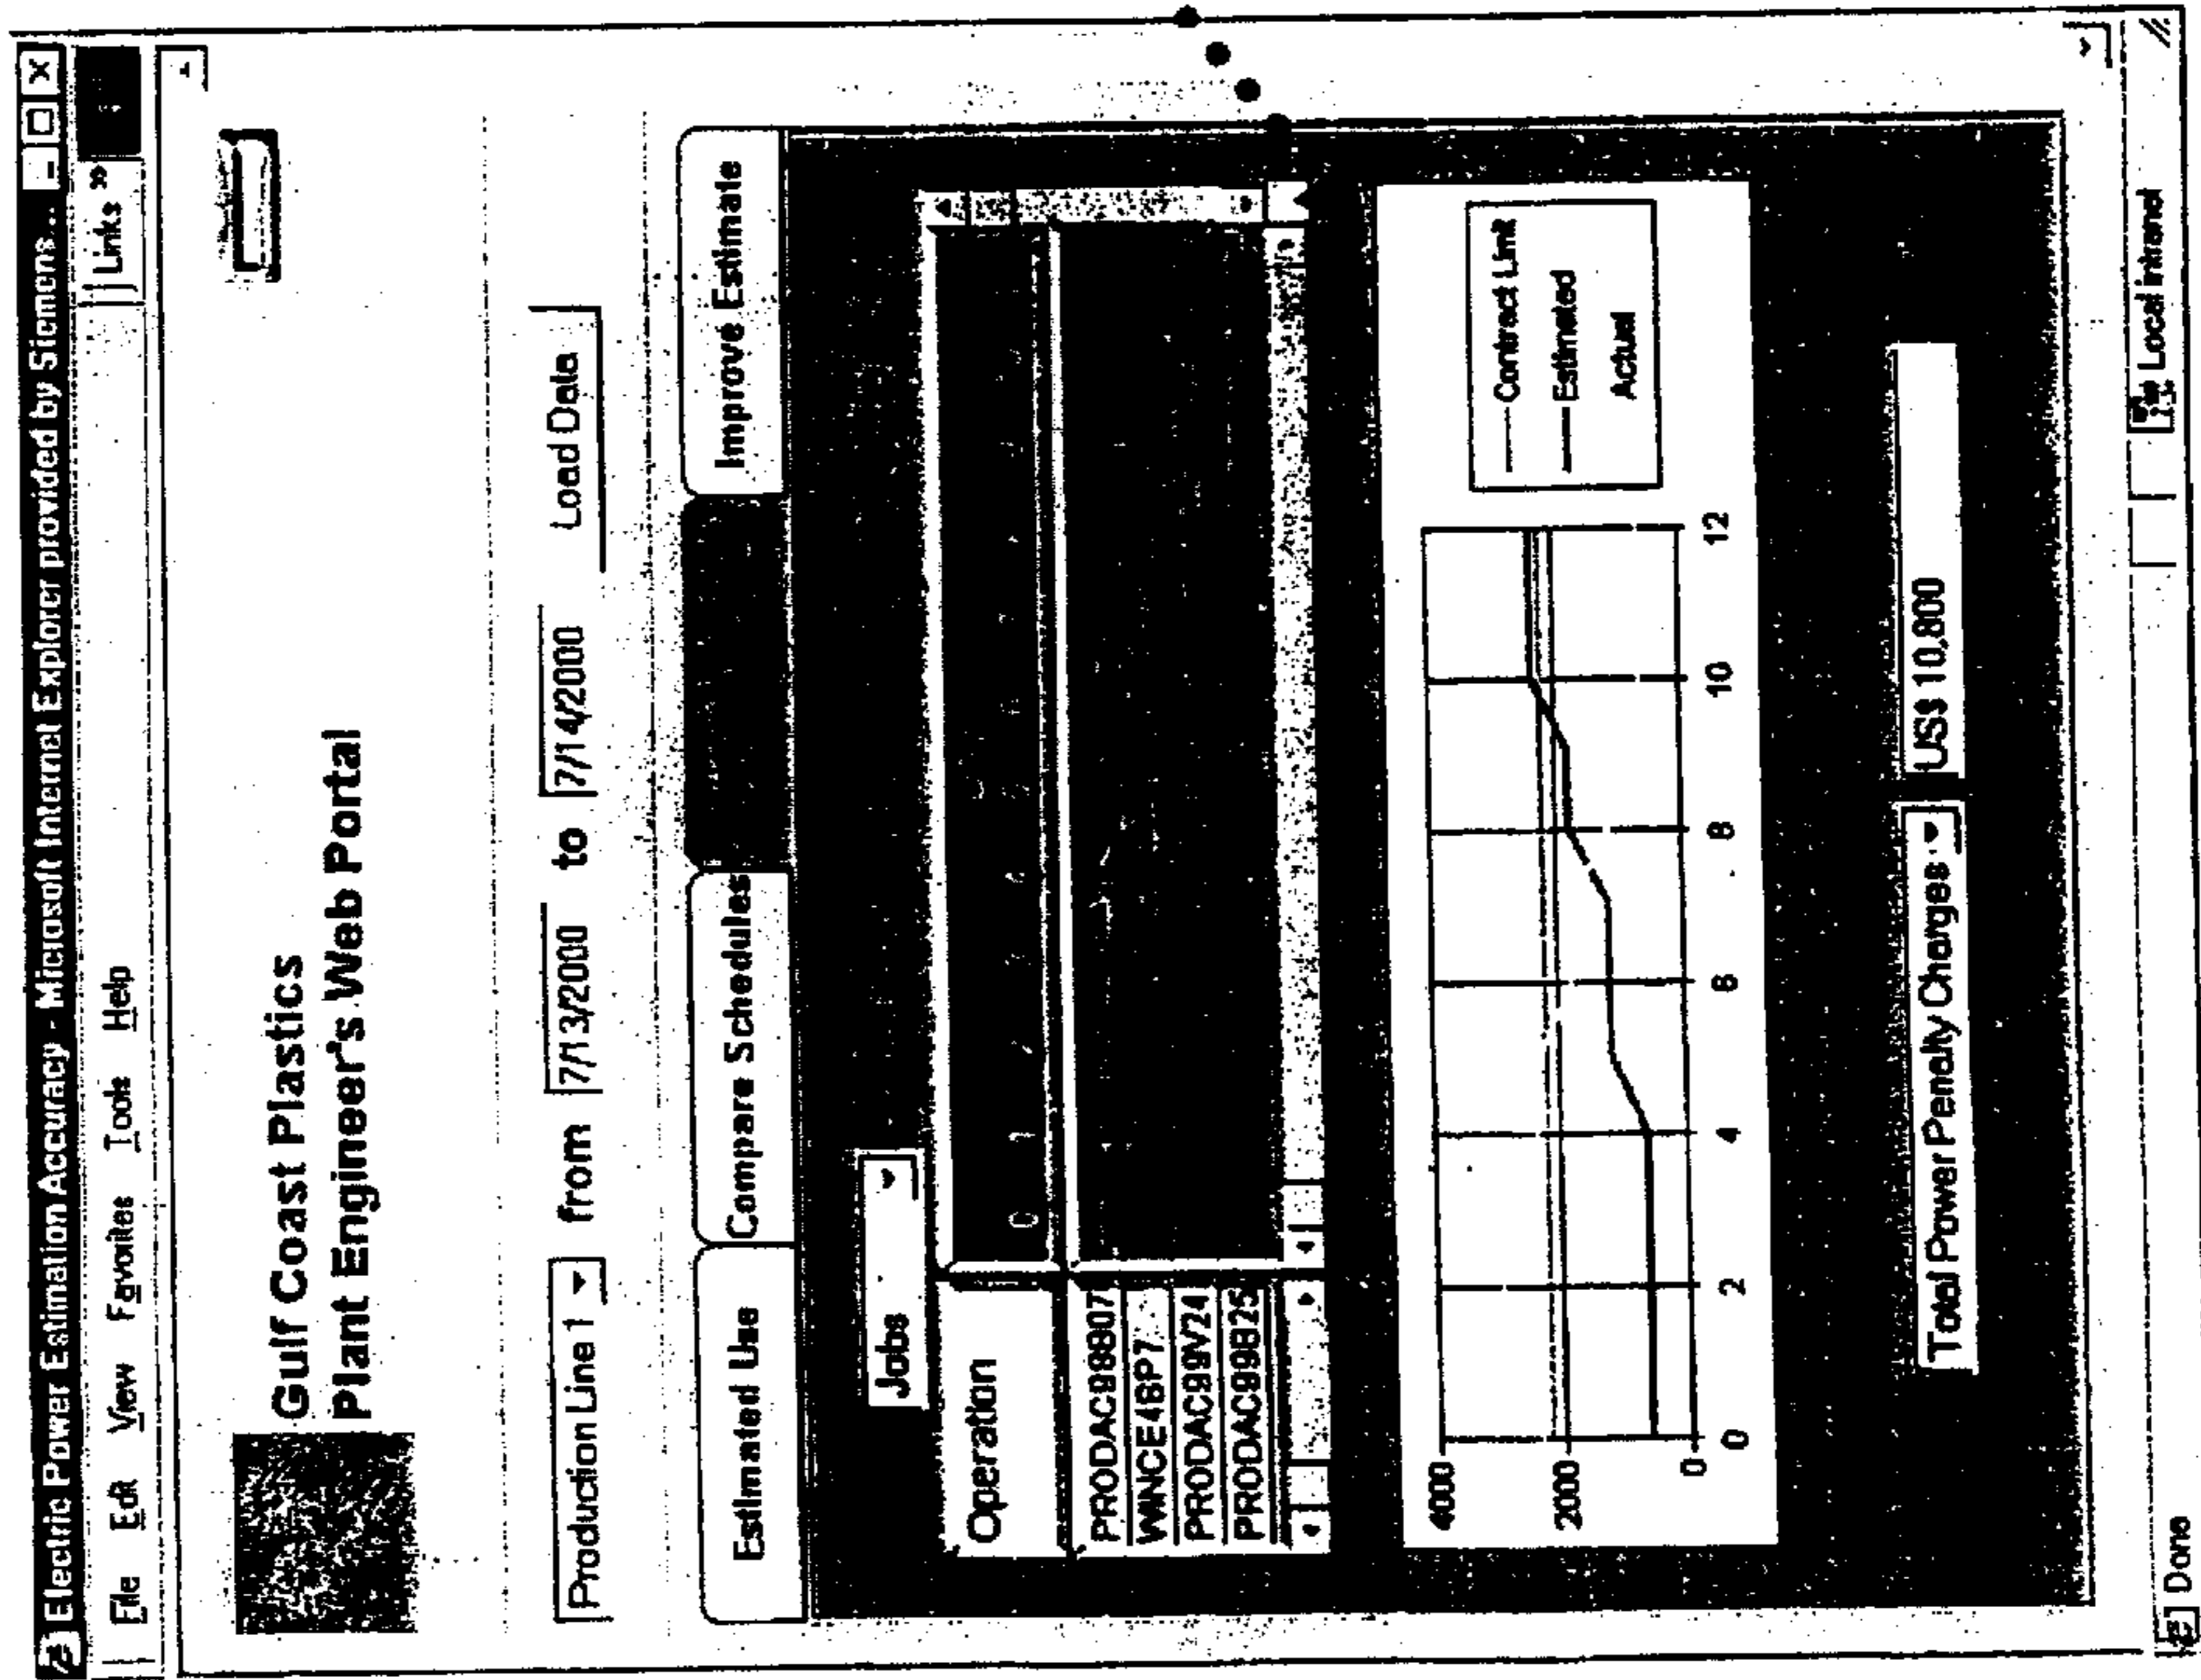 Electric Power Estimation Accuracy - Microsoft Internet Explorer provided by Siemens...
File Edit View Favorites Tools Help
Links »
Gulf Coast Plastics
Plant Engineer's Web Portal
Production Line 1 from 7/13/2000 to 7/14/2000 Load Data
Estimated Use Compare Schedules Improve Estimate
Jobs
Operation
0 1
PRODAC99B07
PRODAC99V24
PRODAC99B25
4000
2000
0
0 2 4 6 8 10 12
Contract Limit
Estimated
Actual
Total Power Penalty Charges US$ 10,800
Done Local intranet